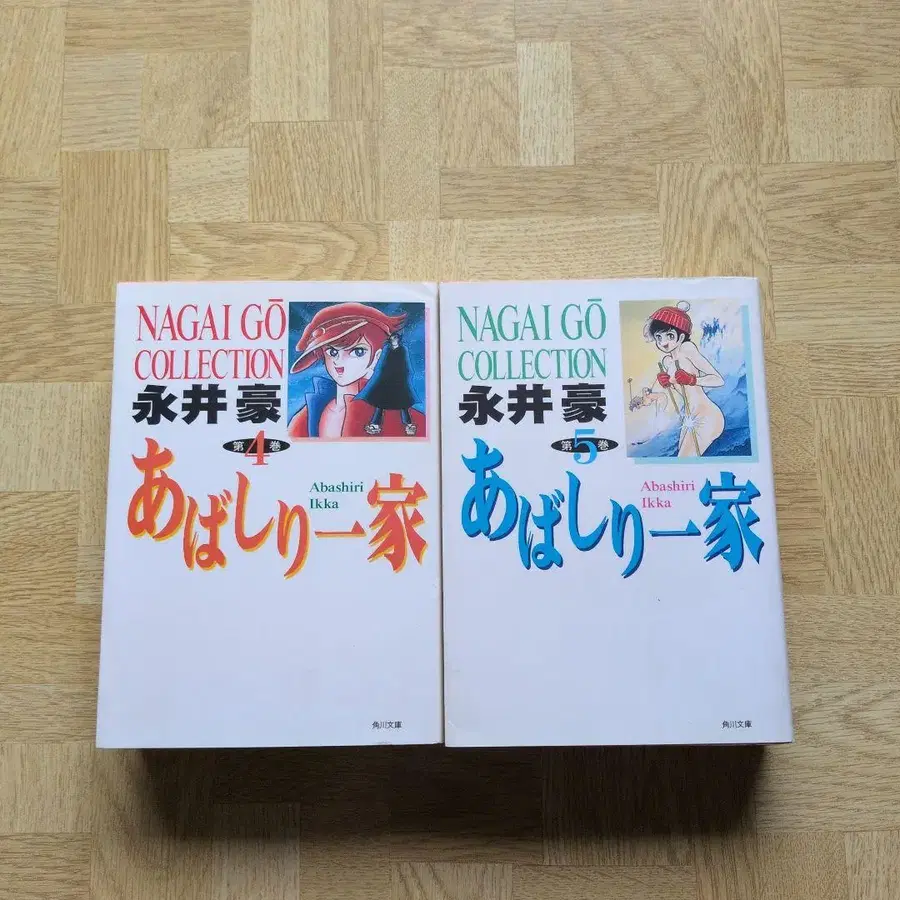 NAGAI GŌ
COLLECTION
永井豪
第4巻
あばしり一家
Abashiri
Ikka
角川文庫
NAGAI GŌ
COLLECTION
永井豪
第5巻
あばしり一家
Abashiri
Ikka
角川文庫